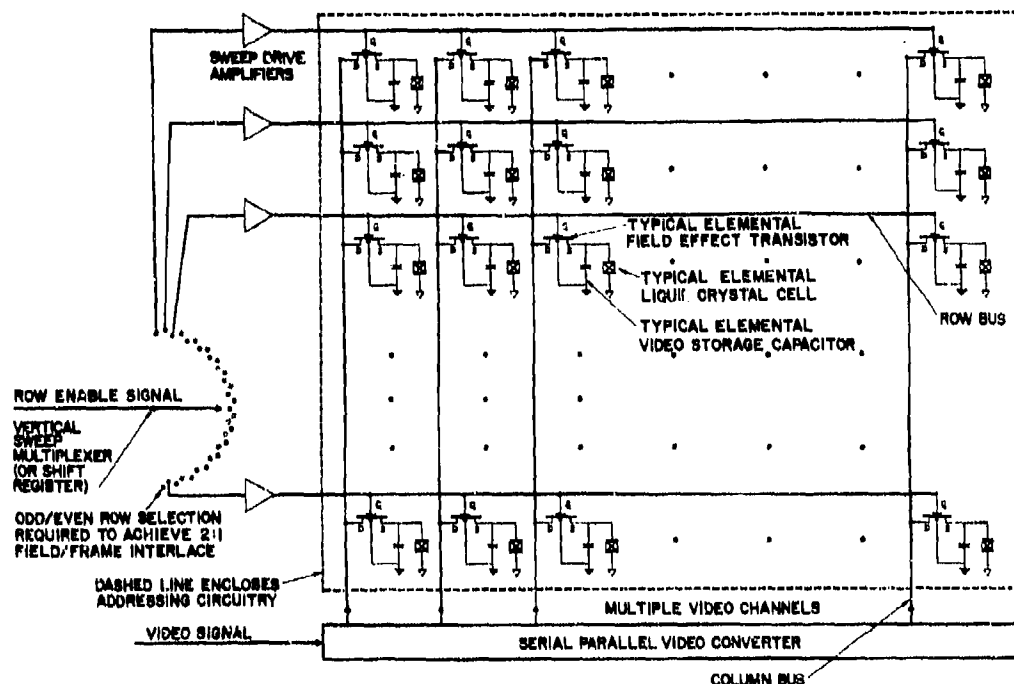 SWEEP DRIVE
AMPLIFIERS
G
G
G
G
D
S
D
S
D
S
D
S
G
G
G
G
D
S
D
S
D
S
D
S
G
G
G
G
D
S
D
S
D
S
D
S
TYPICAL ELEMENTAL
FIELD EFFECT TRANSISTOR
TYPICAL ELEMENTAL
LIQUID CRYSTAL CELL
TYPICAL ELEMENTAL
VIDEO STORAGE CAPACITOR
ROW BUS
ROW ENABLE SIGNAL
VERTICAL
SWEEP
MULTIPLEXER
(OR SHIFT
REGISTER)
ODD/EVEN ROW SELECTION
REQUIRED TO ACHIEVE 2:1
FIELD/FRAME INTERLACE
G
G
G
G
D
S
D
S
D
S
D
S
DASHED LINE ENCLOSES
ADDRESSING CIRCUITRY
MULTIPLE VIDEO CHANNELS
VIDEO SIGNAL
SERIAL PARALLEL VIDEO CONVERTER
COLUMN BUS